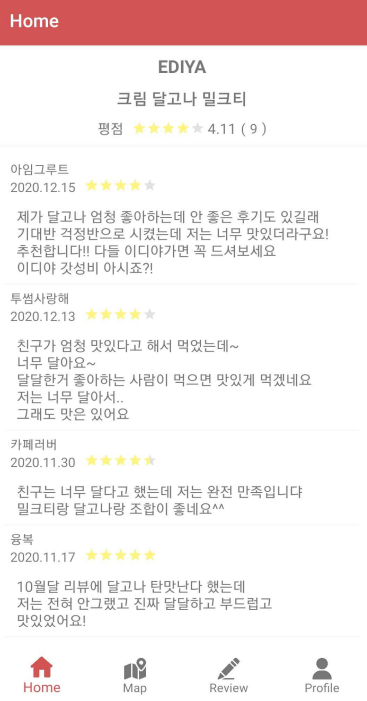 Home
EDIYA
크림 달고나 밀크티
평점 4.11 ( 9 )
아임그루트
2020.12.15
제가 달고나 엄청 좋아하는데 안 좋은 후기도 있길래
기대반 걱정반으로 시켰는데 저는 너무 맛있더라구요!
추천합니다!! 다들 이디야가면 꼭 드셔보세요
이디야 갓성비 아시죠?!
투썸사랑해
2020.12.13
친구가 엄청 맛있다고 해서 먹었는데~
너무 달아요~
달달한거 좋아하는 사람이 먹으면 맛있게 먹겠네요
저는 너무 달아서..
그래도 맛은 있어요
카페러버
2020.11.30
친구는 너무 달다고 했는데 저는 완전 만족입니댜
밀크티랑 달고나랑 조합이 좋네요^^
융복
2020.11.17
10월달 리뷰에 달고나 탄맛난다 했는데
저는 전혀 안그랬고 진짜 달달하고 부드럽고
맛있었어요!
Home
Map
Review
Profile